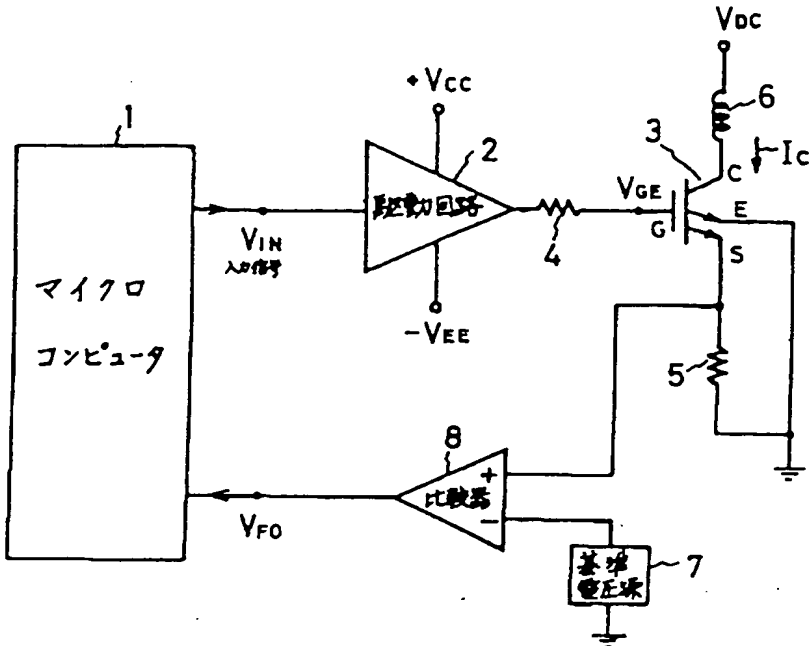 VDC
1
+VCC
6
2
3
IC
C
駆動回路
VGE
E
G
S
VIN
入力信号
4
マイクロ
コンピュータ
-VEE
5
8
+
比較器
-
VFO
基準
電圧源
7